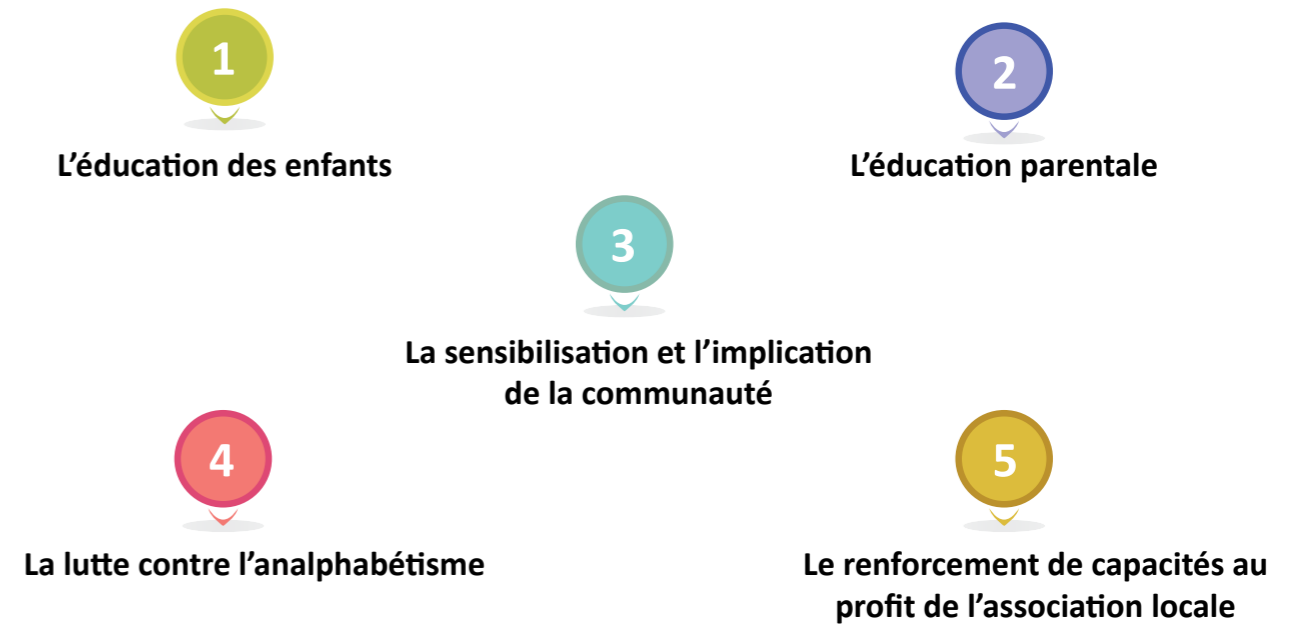 1
L’éducation des enfants
2
L’éducation parentale
3
La sensibilisation et l’implication
de la communauté
4
La lutte contre l’analphabétisme
5
Le renforcement de capacités au
profit de l’association locale